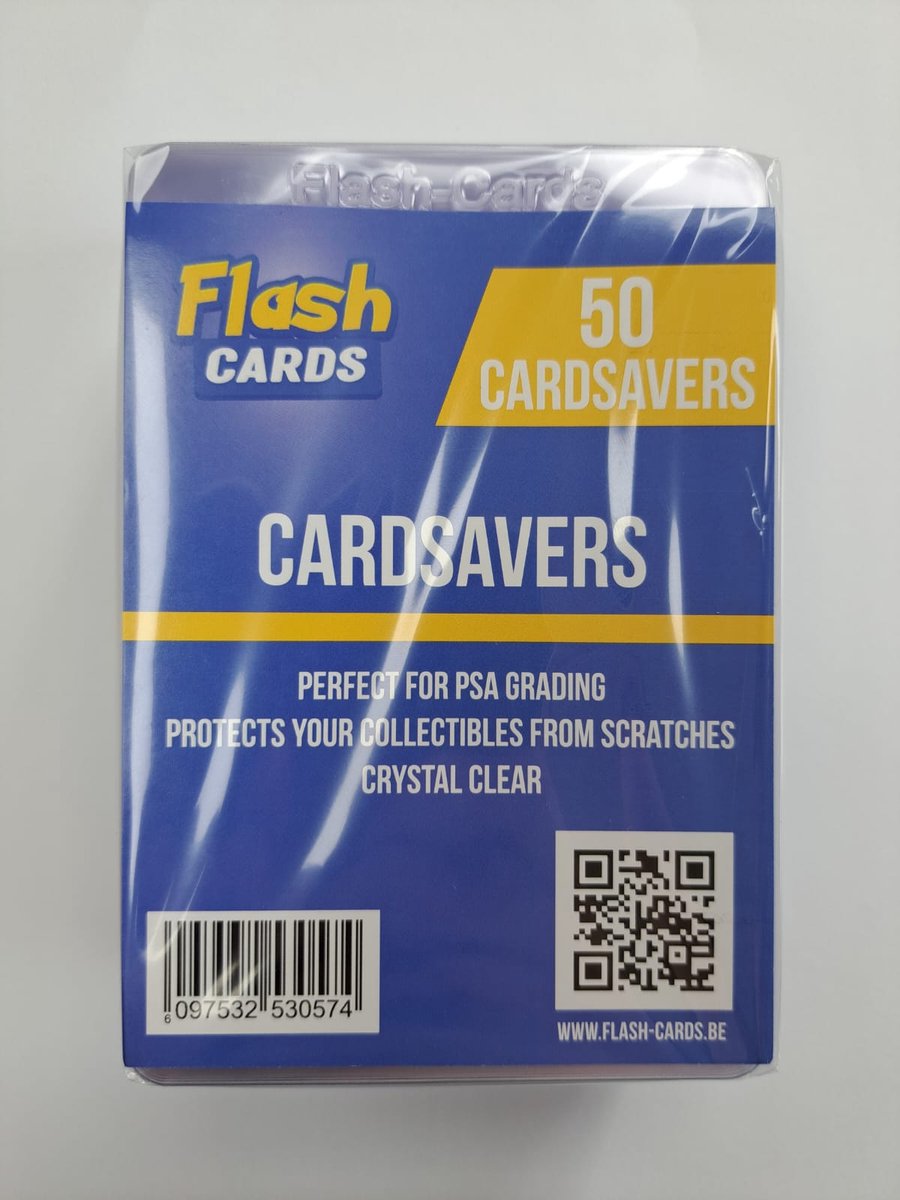 Flash-Cards
Flash
CARDS
50
CARDSAVERS
CARDSAVERS
PERFECT FOR PSA GRADING
PROTECTS YOUR COLLECTIBLES FROM SCRATCHES
CRYSTAL CLEAR
6 097532 530574
WWW.FLASH-CARDS.BE